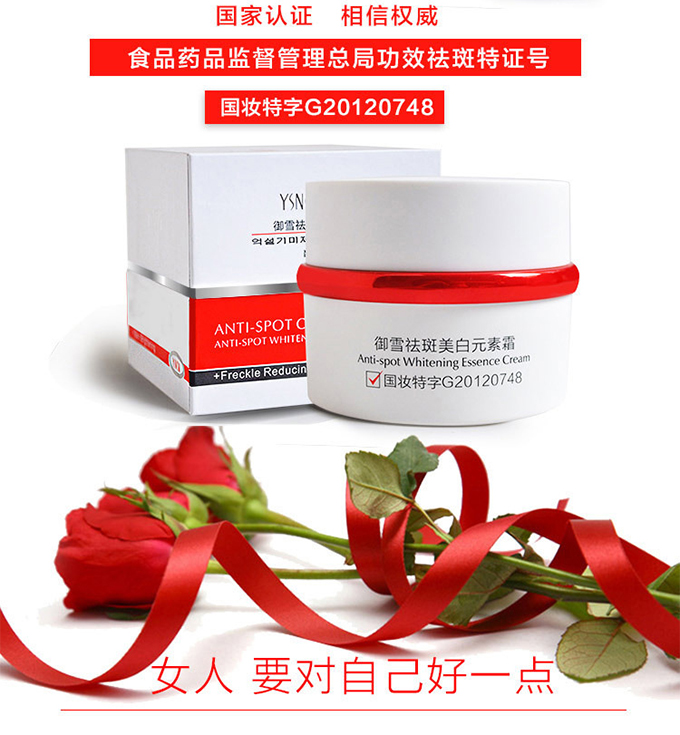 国家认证 相信权威
食品药品监督管理总局功效祛斑特证号
国妆特字G20120748
YSN
御雪祛
ANTI-SPOT
ANTI-SPOT
+Freckle
御雪祛斑美白元素霜
Anti-spot Whitening Essence Cream
国妆特字G20120748
女人 要对自己好一点